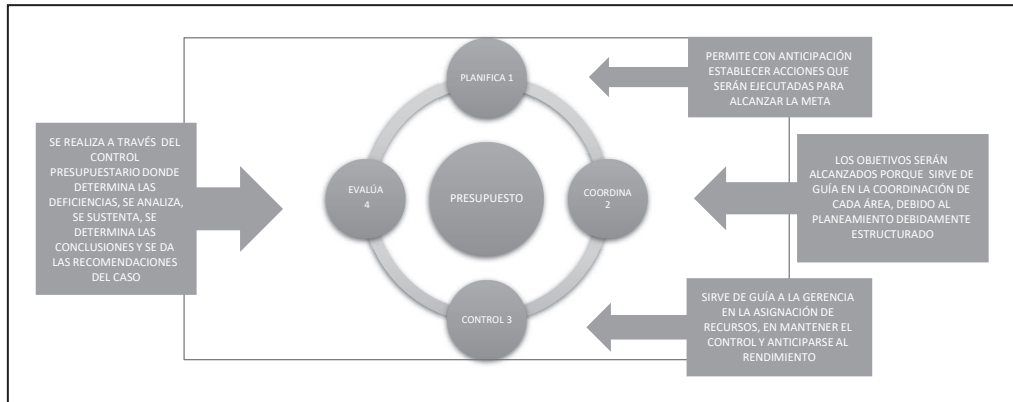 PLANIFICA 1
PERMITE CON ANTICIPACIÓN
ESTABLECER ACCIONES QUE
SERÁN EJECUTADAS PARA
ALCANZAR LA META
SE REALIZA A TRAVÉS DEL
CONTROL
PRESUPUESTARIO DONDE
DETERMINA LAS
DEFICIENCIAS, SE ANALIZA,
SE SUSTENTA, SE
DETERMINA LAS
CONCLUSIONES Y SE DA
LAS RECOMENDACIONES
DEL CASO
EVALÚA
4
PRESUPUESTO
COORDINA
2
LOS OBJETIVOS SERÁN
ALCANZADOS PORQUE SIRVE DE
GUÍA EN LA COORDINACIÓN DE
CADA ÁREA, DEBIDO AL
PLANEAMIENTO DEBIDAMENTE
ESTRUCTURADO
CONTROL 3
SIRVE DE GUÍA A LA GERENCIA
EN LA ASIGNACIÓN DE
RECURSOS, EN MANTENER EL
CONTROL Y ANTICIPARSE AL
RENDIMIENTO